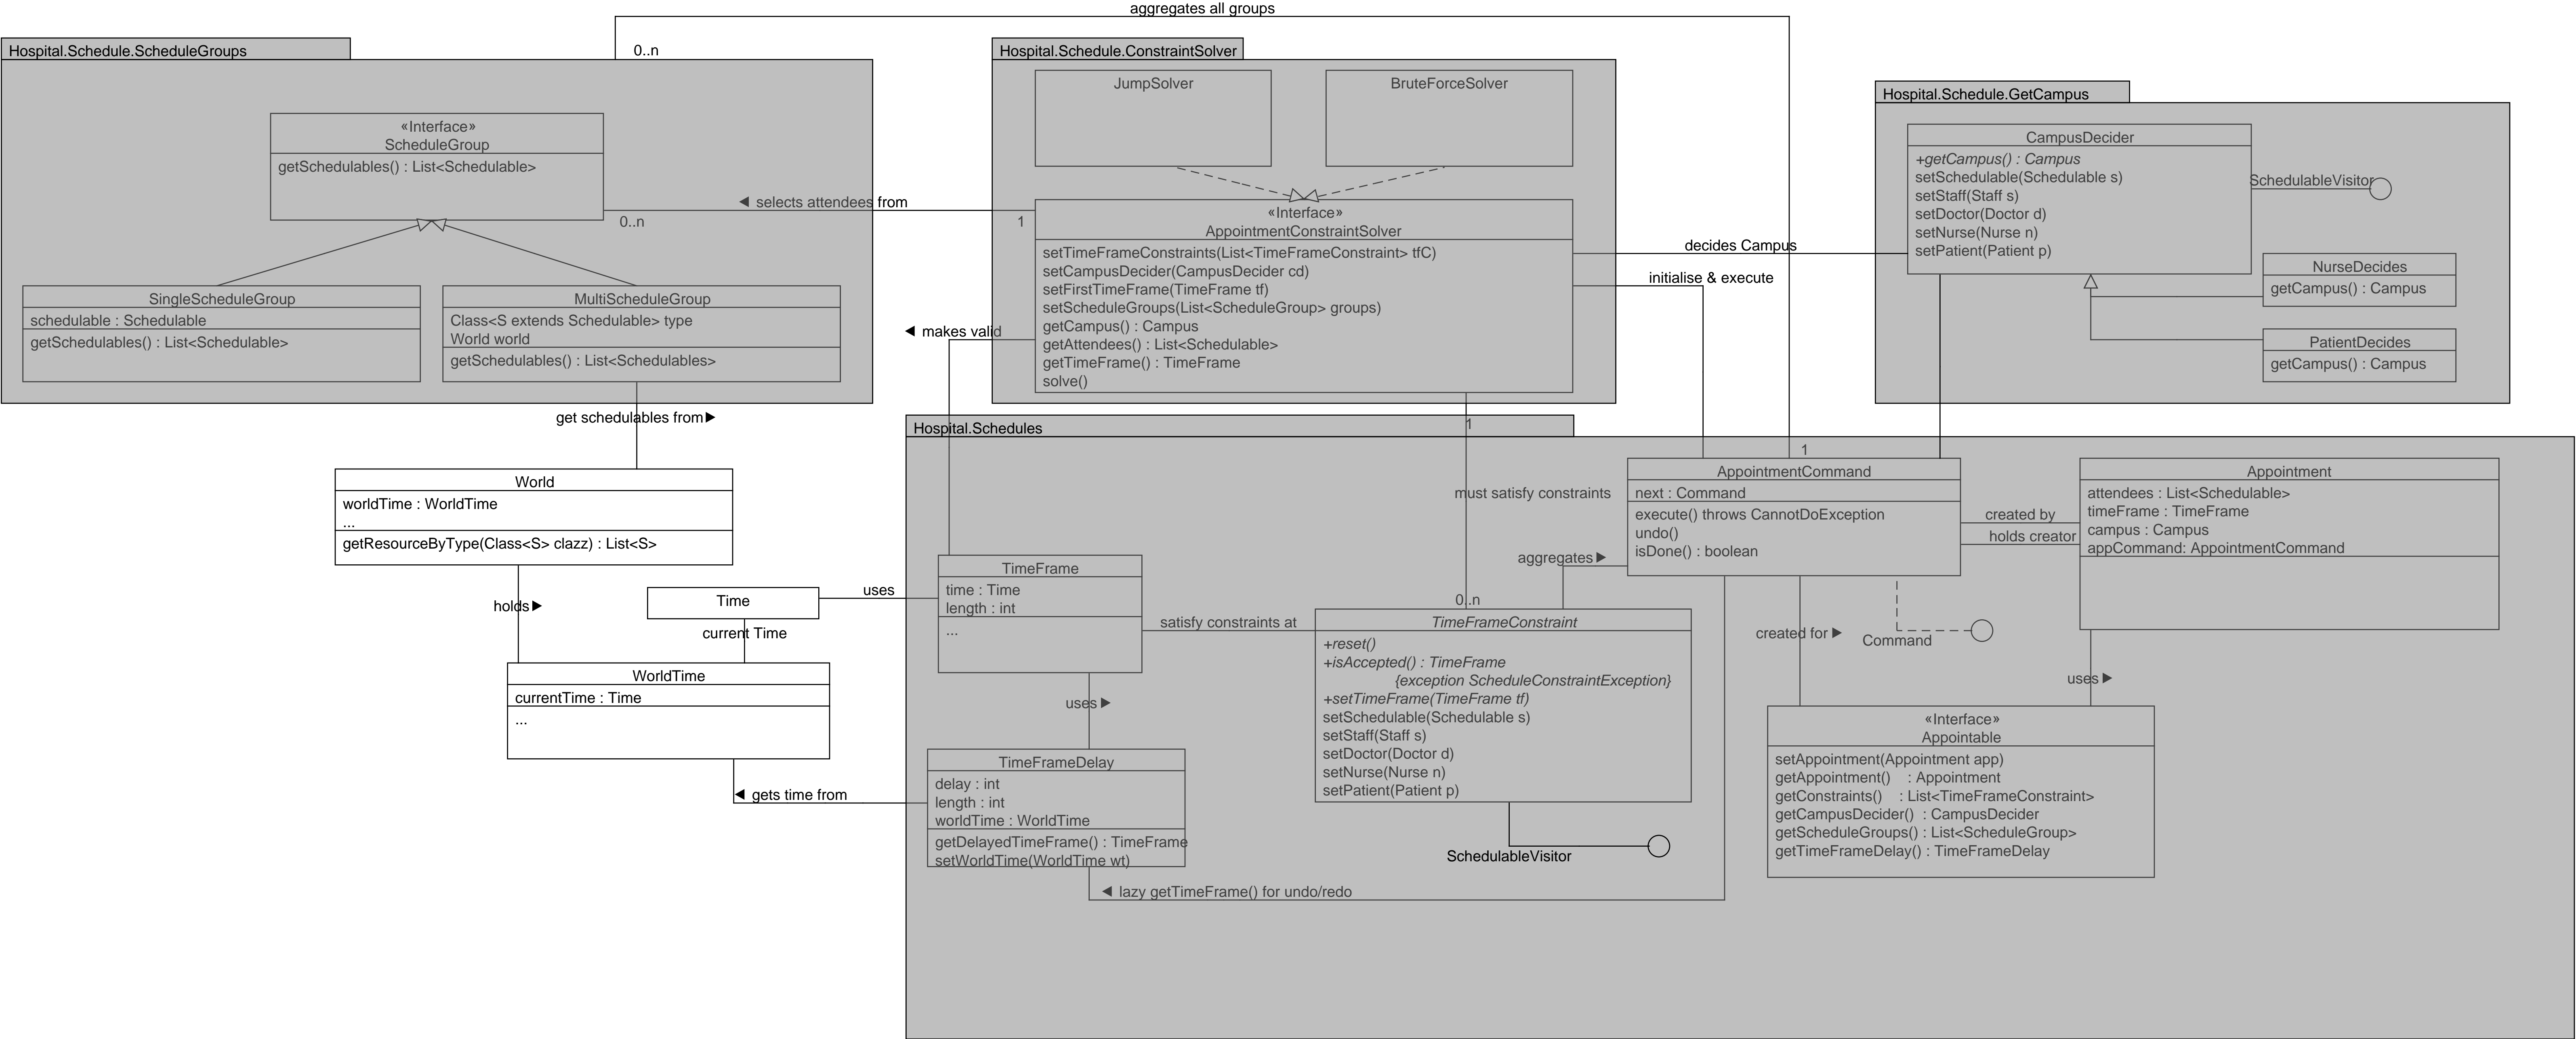 aggregates all groups
Hospital.Schedule.ScheduleGroups
0..n
«Interface»
ScheduleGroup
getSchedulables() : List<Schedulable>
0..n
SingleScheduleGroup
schedulable : Schedulable
getSchedulables() : List<Schedulable>
MultiScheduleGroup
Class<S extends Schedulable> type
World world
getSchedulables() : List<Schedulables>
◄ selects attendees from
1
Hospital.Schedule.ConstraintSolver
JumpSolver
BruteForceSolver
«Interface»
AppointmentConstraintSolver
setTimeFrameConstraints(List<TimeFrameConstraint> tfC)
setCampusDecider(CampusDecider cd)
setFirstTimeFrame(TimeFrame tf)
setScheduleGroups(List<ScheduleGroup> groups)
getCampus() : Campus
getAttendees() : List<Schedulable>
getTimeFrame() : TimeFrame
solve()
◄ makes valid
decides Campus
initialise & execute
Hospital.Schedule.GetCampus
CampusDecider
+getCampus() : Campus
setSchedulable(Schedulable s)
setStaff(Staff s)
setDoctor(Doctor d)
setNurse(Nurse n)
setPatient(Patient p)
SchedulableVisitor
NurseDecides
getCampus() : Campus
PatientDecides
getCampus() : Campus
get schedulables from►
World
worldTime : WorldTime
...
getResourceByType(Class<S> clazz) : List<S>
holds►
Time
uses
current Time
WorldTime
currentTime : Time
...
◄ gets time from
Hospital.Schedules
1
1
must satisfy constraints
AppointmentCommand
next : Command
execute() throws CannotDoException
undo()
isDone() : boolean
created by
holds creator
Appointment
attendees : List<Schedulable>
timeFrame : TimeFrame
campus : Campus
appCommand: AppointmentCommand
aggregates►
TimeFrame
time : Time
length : int
...
satisfy constraints at
0..n
TimeFrameConstraint
+reset()
+isAccepted() : TimeFrame
{exception ScheduleConstraintException}
+setTimeFrame(TimeFrame tf)
setSchedulable(Schedulable s)
setStaff(Staff s)
setDoctor(Doctor d)
setNurse(Nurse n)
setPatient(Patient p)
SchedulableVisitor
created for ►
Command
uses►
uses►
TimeFrameDelay
delay : int
length : int
worldTime : WorldTime
getDelayedTimeFrame() : TimeFrame
setWorldTime(WorldTime wt)
◄ lazy getTimeFrame() for undo/redo
«Interface»
Appointable
setAppointment(Appointment app)
getAppointment() : Appointment
getConstraints() : List<TimeFrameConstraint>
getCampusDecider() : CampusDecider
getScheduleGroups() : List<ScheduleGroup>
getTimeFrameDelay() : TimeFrameDelay